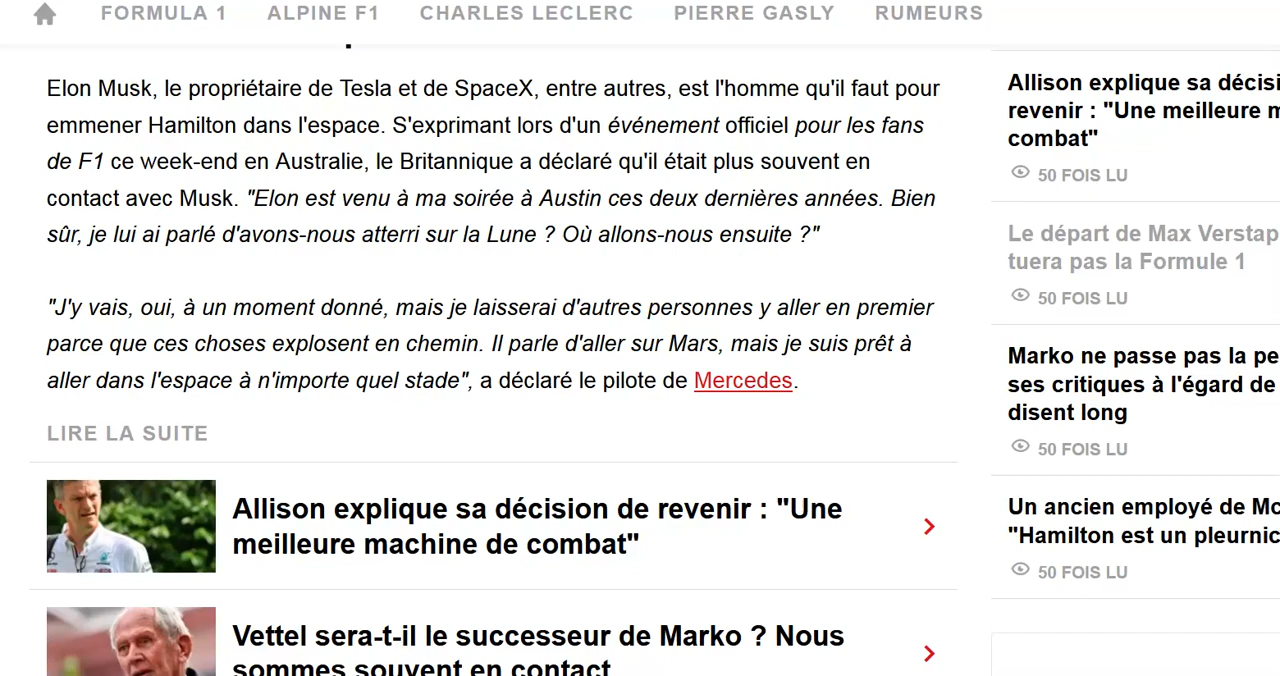 FORMULA 1 ALPINE F1 CHARLES LECLERC PIERRE GASLY RUMEURS
Elon Musk, le propriétaire de Tesla et de SpaceX, entre autres, est l'homme qu'il faut pour
emmener Hamilton dans l'espace. S'exprimant lors d'un événement officiel pour les fans
de F1 ce week-end en Australie, le Britannique a déclaré qu'il était plus souvent en
contact avec Musk. "Elon est venu à ma soirée à Austin ces deux dernières années. Bien
sûr, je lui ai parlé d'avons-nous atterri sur la Lune ? Où allons-nous ensuite ?"
"J'y vais, oui, à un moment donné, mais je laisserai d'autres personnes y aller en premier
parce que ces choses explosent en chemin. Il parle d'aller sur Mars, mais je suis prêt à
aller dans l'espace à n'importe quel stade", a déclaré le pilote de Mercedes.
LIRE LA SUITE
Allison explique sa décision de revenir : "Une
meilleure machine de combat"
Vettel sera-t-il le successeur de Marko ? Nous
sommes souvent en contact
Allison explique sa décisi
revenir : "Une meilleure m
combat"
50 FOIS LU
Le départ de Max Verstap
tuera pas la Formule 1
50 FOIS LU
Marko ne passe pas la pe
ses critiques à l'égard de
disent long
50 FOIS LU
Un ancien employé de Mc
"Hamilton est un pleurnic
50 FOIS LU